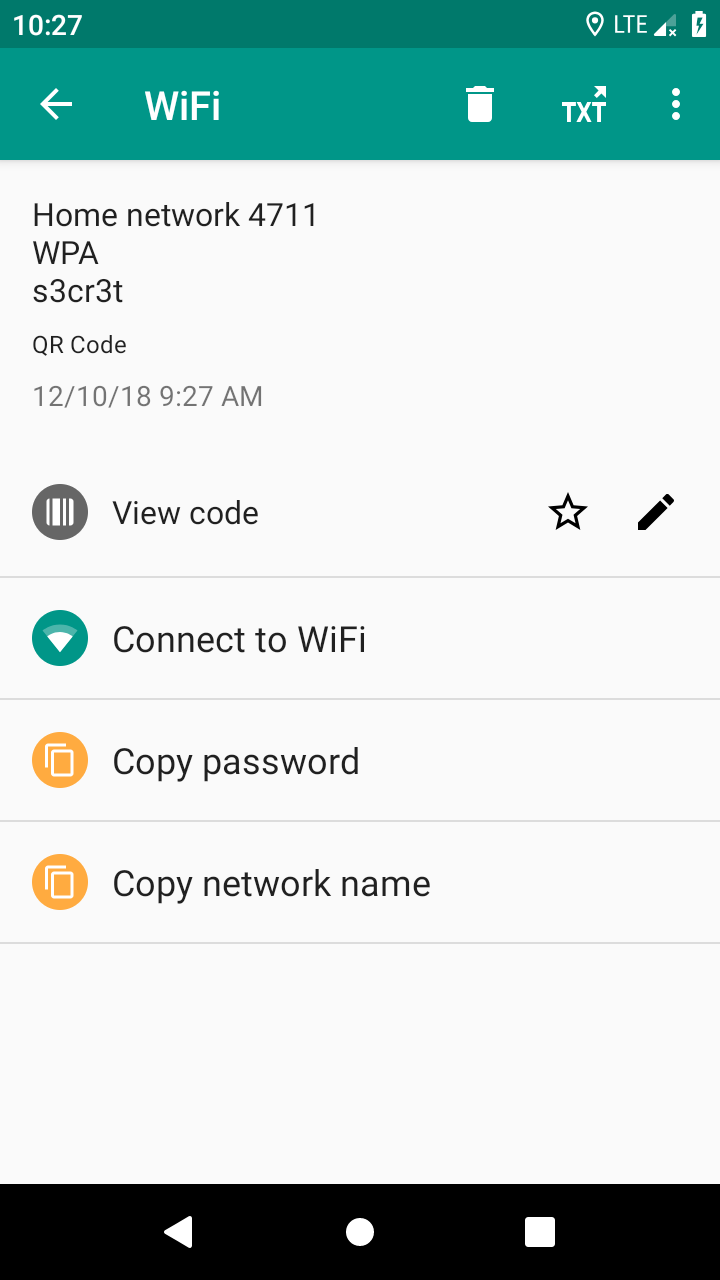 10:27 LTE
WiFi TXT
Home network 4711
WPA
s3cr3t
QR Code
12/10/18 9:27 AM
View code
Connect to WiFi
Copy password
Copy network name